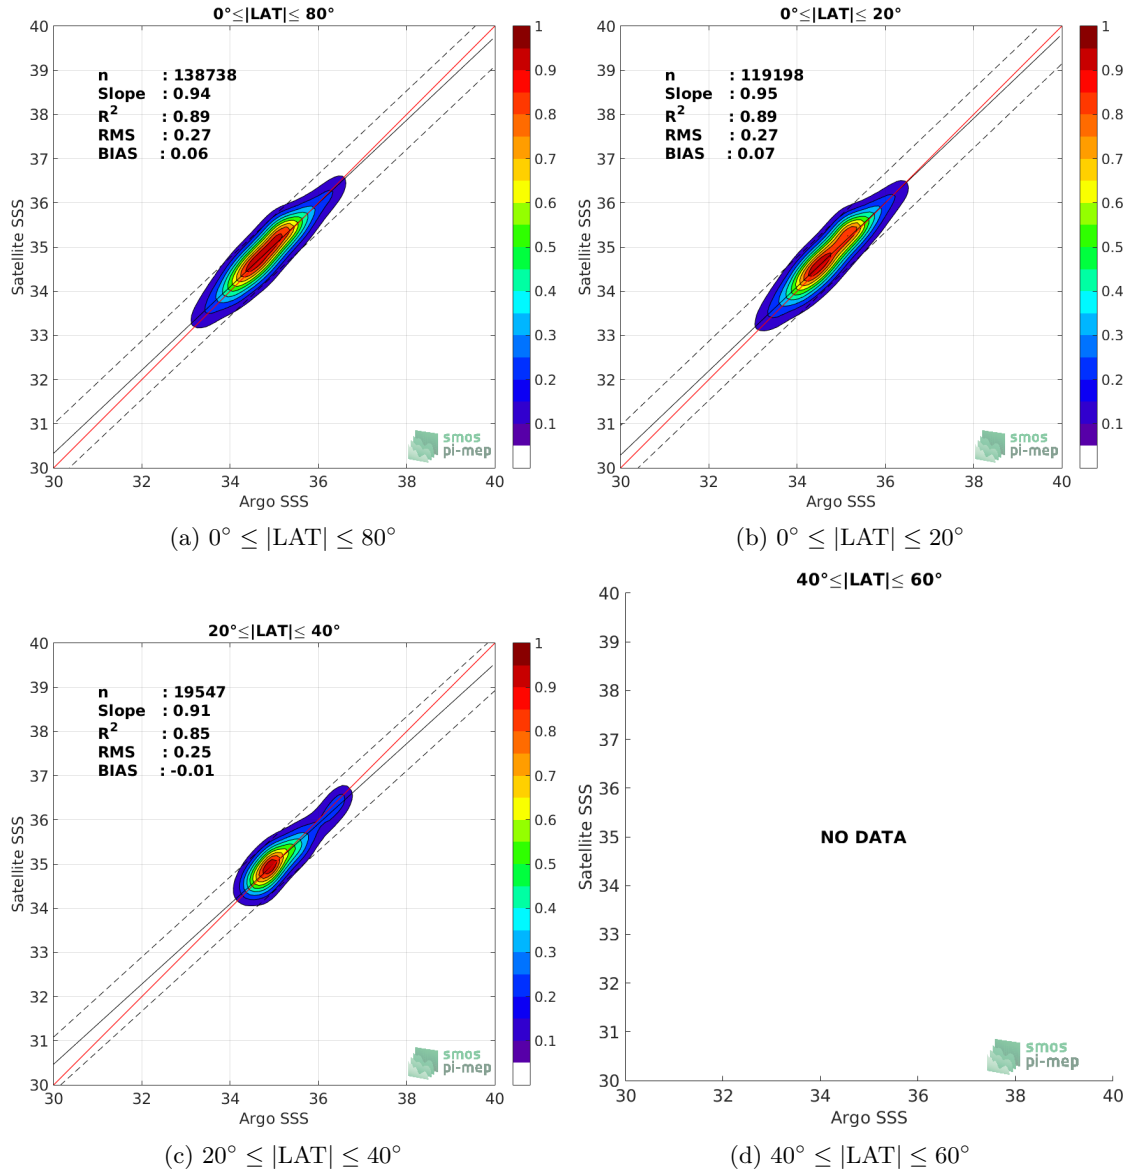 0°≤|LAT|≤ 80°
40
39
38
37
36
35
34
33
32
31
30
Satellite SSS
n : 138738
Slope : 0.94
R² : 0.89
RMS : 0.27
BIAS : 0.06
smos
pi-mep
30 32 34 36 38 40
Argo SSS
1
0.9
0.8
0.7
0.6
0.5
0.4
0.3
0.2
0.1
(a) 0° ≤ |LAT| ≤ 80°
0°≤|LAT|≤ 20°
40
39
38
37
36
35
34
33
32
31
30
Satellite SSS
n : 119198
Slope : 0.95
R² : 0.89
RMS : 0.27
BIAS : 0.07
smos
pi-mep
30 32 34 36 38 40
Argo SSS
1
0.9
0.8
0.7
0.6
0.5
0.4
0.3
0.2
0.1
(b) 0° ≤ |LAT| ≤ 20°
20°≤|LAT|≤ 40°
40
39
38
37
36
35
34
33
32
31
30
Satellite SSS
n : 19547
Slope : 0.91
R² : 0.85
RMS : 0.25
BIAS : -0.01
smos
pi-mep
30 32 34 36 38 40
Argo SSS
1
0.9
0.8
0.7
0.6
0.5
0.4
0.3
0.2
0.1
(c) 20° ≤ |LAT| ≤ 40°
40°≤|LAT|≤ 60°
40
39
38
37
36
35
34
33
32
31
30
Satellite SSS
NO DATA
smos
pi-mep
30 32 34 36 38 40
Argo SSS
(d) 40° ≤ |LAT| ≤ 60°